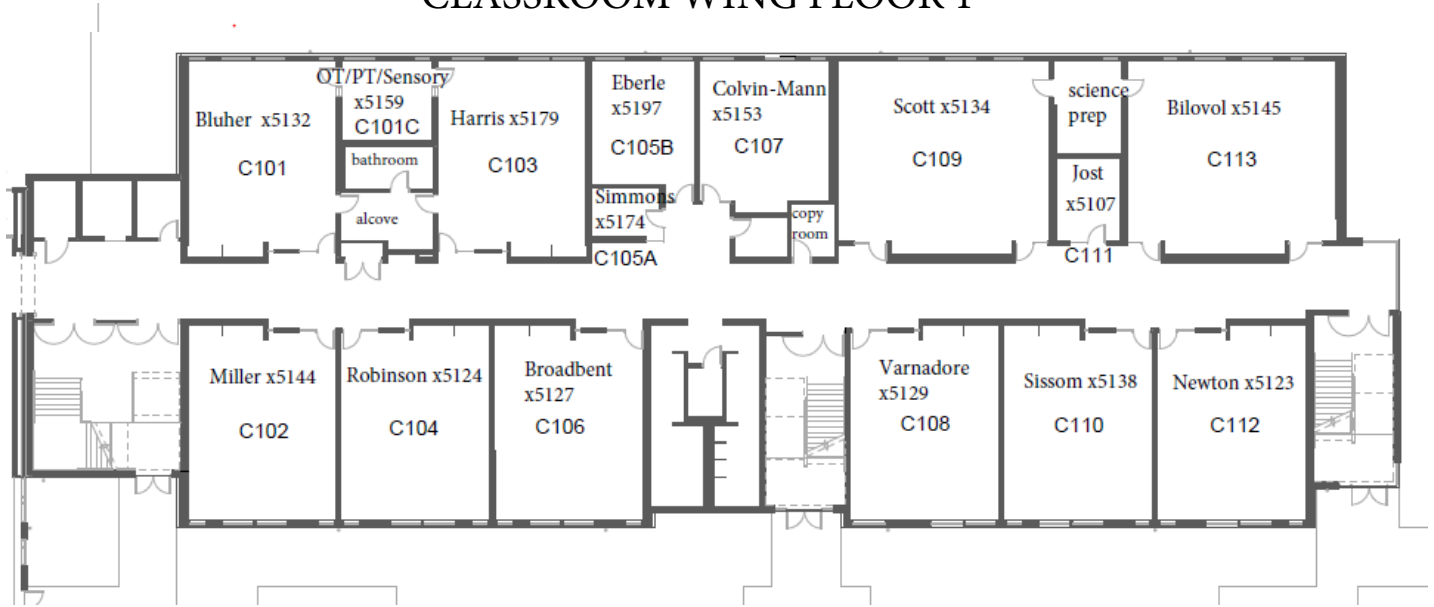 CLASSROOM WING FLOOR 1
OT/PT/Sensory
x5159
C101C
Bluher x5132
C101
bathroom
alcove
Harris x5179
C103
Eberle
x5197
C105B
Simmons
x5174
C105A
Colvin-Mann
x5153
C107
copy
room
Scott x5134
C109
science
prep
Jost
x5107
C111
Bilovol x5145
C113
Miller x5144
C102
Robinson x5124
C104
Broadbent
x5127
C106
Varnadore
x5129
C108
Sissom x5138
C110
Newton x5123
C112